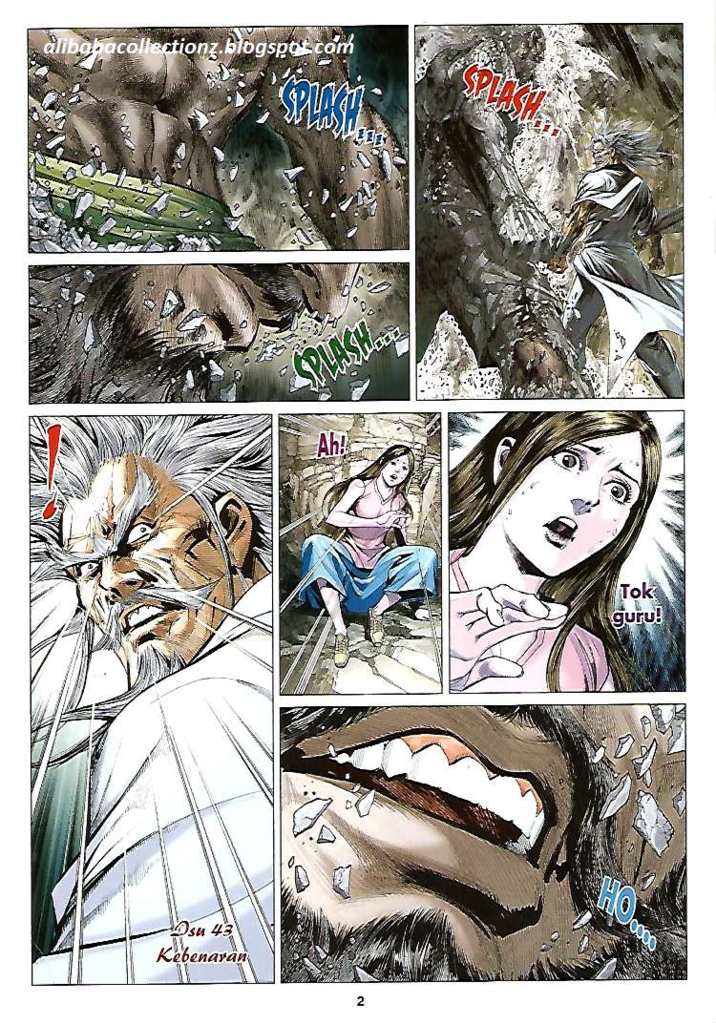 alibabacollectionz.blogspot.com
SPLASH...
SPLASH...
SPLASH...
!
Ah!
Tok
guru!
Isu 43
Kebenaran
HO....
2